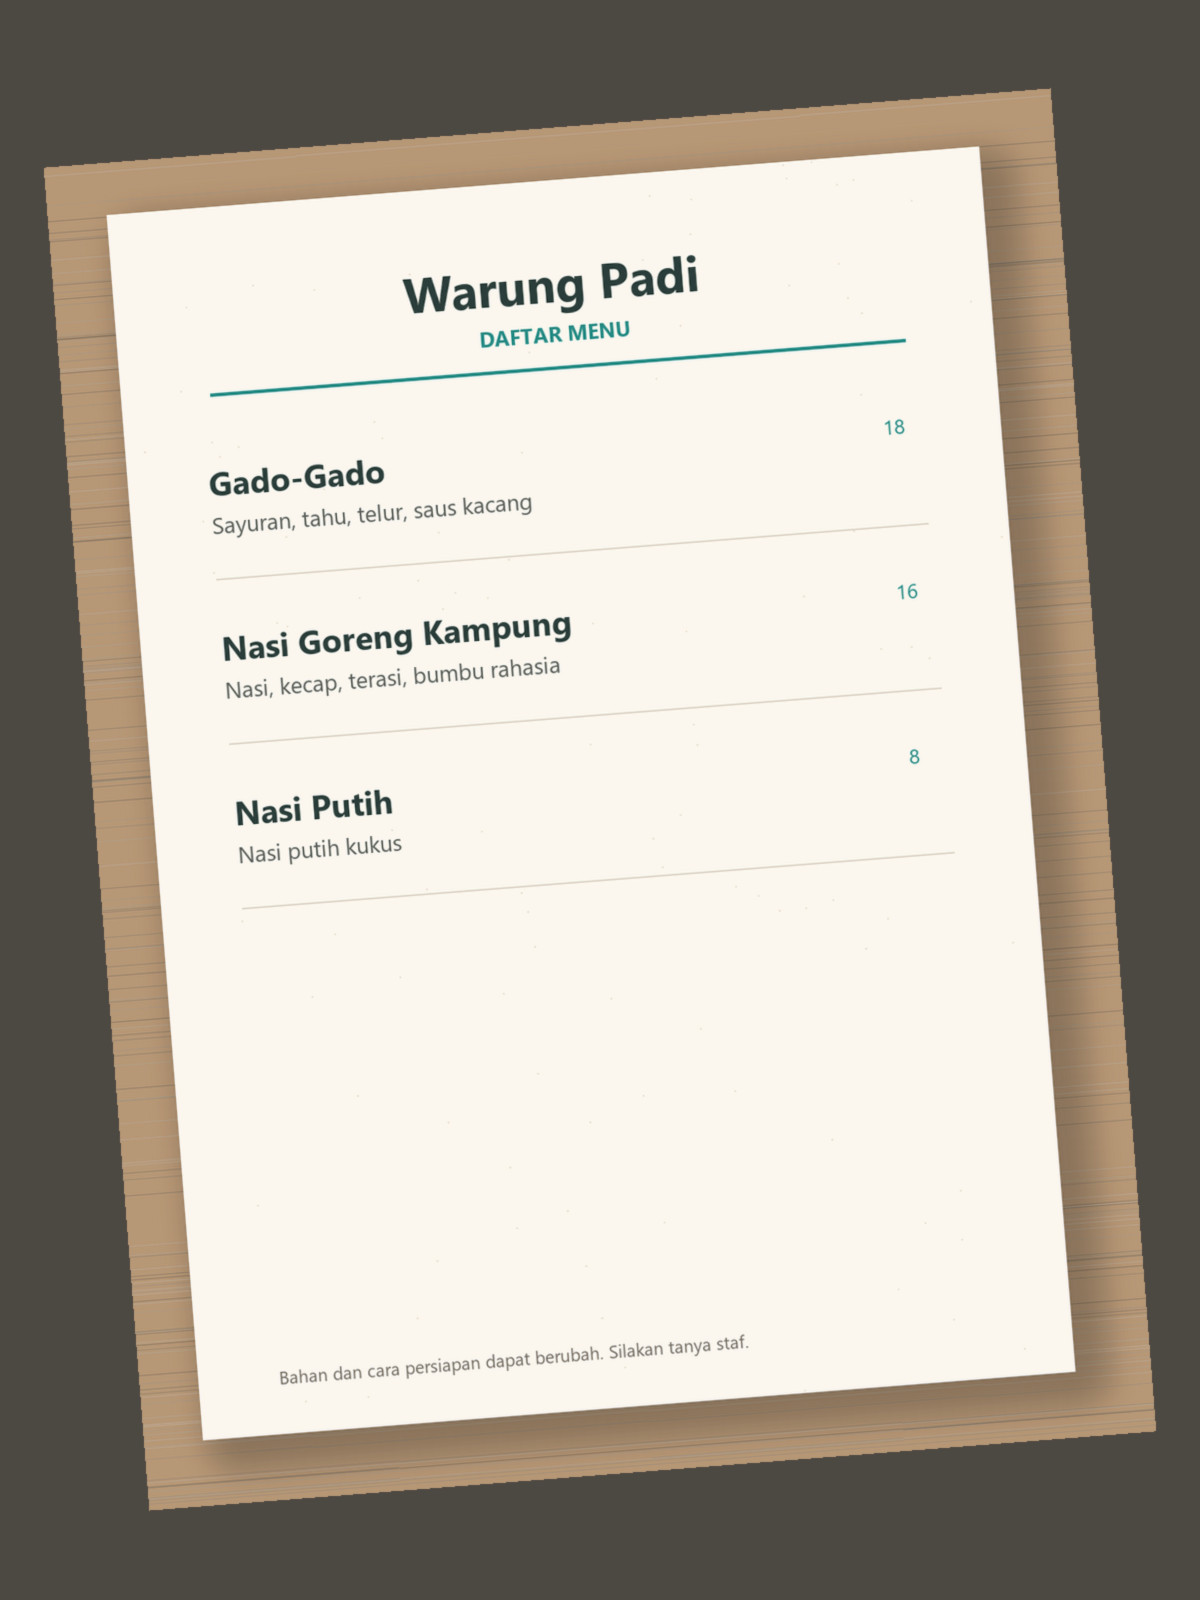 Warung Padi
DAFTAR MENU
Gado-Gado 18
Sayuran, tahu, telur, saus kacang
Nasi Goreng Kampung 16
Nasi, kecap, terasi, bumbu rahasia
Nasi Putih 8
Nasi putih kukus
Bahan dan cara persiapan dapat berubah. Silakan tanya staf.